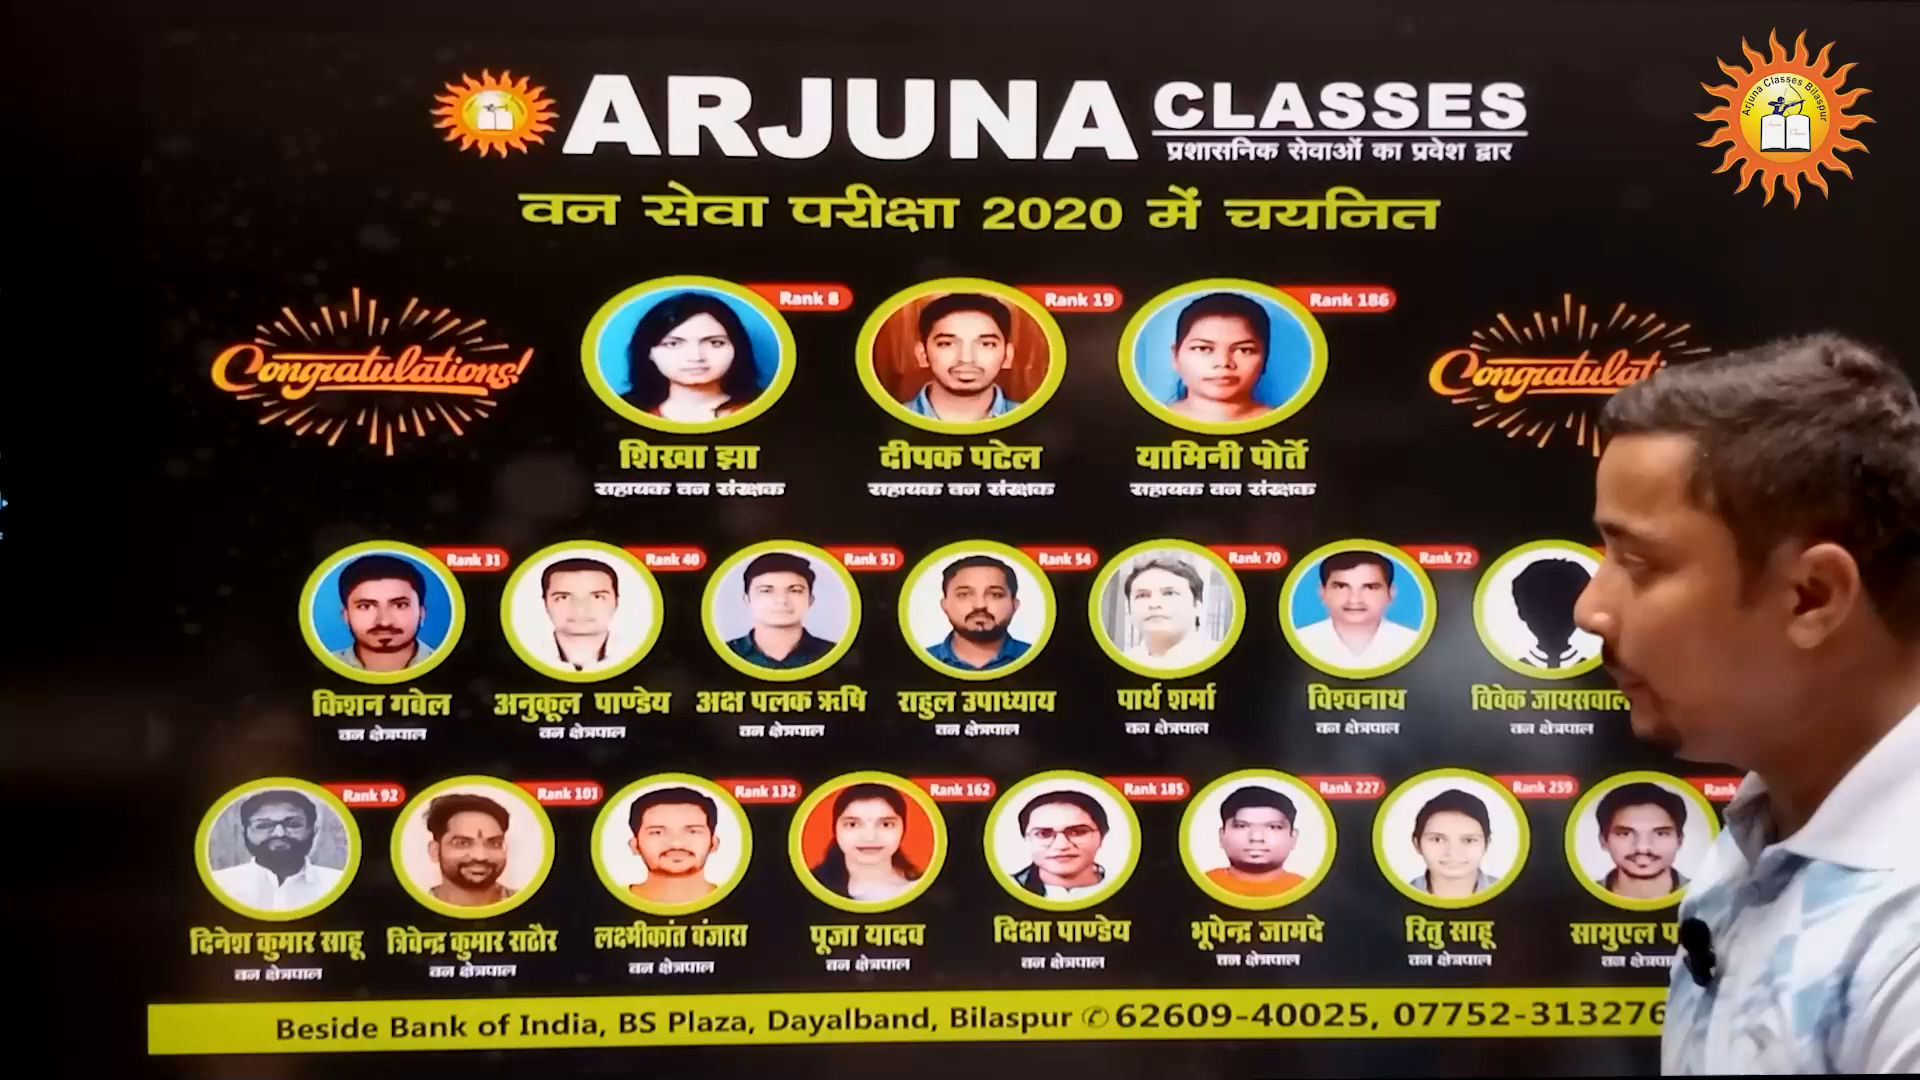 ARJUNA CLASSES
प्रशासनिक सेवाओं का प्रवेश द्वार
Arjuna Classes Bilaspur
वन सेवा परीक्षा 2020 में चयनित
Congratulations!
Rank 8
Rank 19
Rank 186
शिखा झा
दीपक पटेल
यामिनी पोर्ते
सहायक वन संरक्षक
सहायक वन संरक्षक
सहायक वन संरक्षक
Rank 31
Rank 40
Rank 51
Rank 54
Rank 70
Rank 72
किशन गबेल
अनुकूल पाण्डेय
अक्ष पलक ऋषि
राहुल उपाध्याय
पार्थ शर्मा
विश्वनाथ
विवेक जायसवाल
वन क्षेत्रपाल
वन क्षेत्रपाल
वन क्षेत्रपाल
वन क्षेत्रपाल
वन क्षेत्रपाल
वन क्षेत्रपाल
वन क्षेत्रपाल
Rank 92
Rank 101
Rank 132
Rank 162
Rank 185
Rank 227
Rank 259
Rank
दिनेश कुमार साहू
त्रिवेन्द्र कुमार राठौर
लक्ष्मीकांत बंजारा
पूजा यादव
दिक्षा पाण्डेय
भूपेन्द्र जामदे
रितु साहू
सामुएल
वन क्षेत्रपाल
वन क्षेत्रपाल
वन क्षेत्रपाल
वन क्षेत्रपाल
वन क्षेत्रपाल
वन क्षेत्रपाल
वन क्षेत्रपाल
वन क्षेत्रपाल
Beside Bank of India, BS Plaza, Dayalband, Bilaspur ✆ 62609-40025, 07752-313276